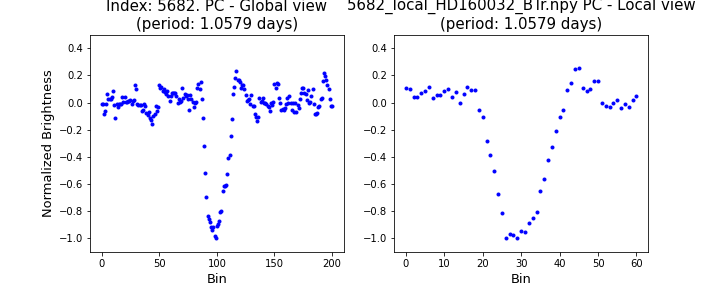 Index: 5682. PC - Global view
(period: 1.0579 days)
5682_local_HD160032_BTr.npy PC - Local view
(period: 1.0579 days)
Normalized Brightness
0.4
0.2
0.0
−0.2
−0.4
−0.6
−0.8
−1.0
0 50 100 150 200
Bin
0.4
0.2
0.0
−0.2
−0.4
−0.6
−0.8
−1.0
0 10 20 30 40 50 60
Bin